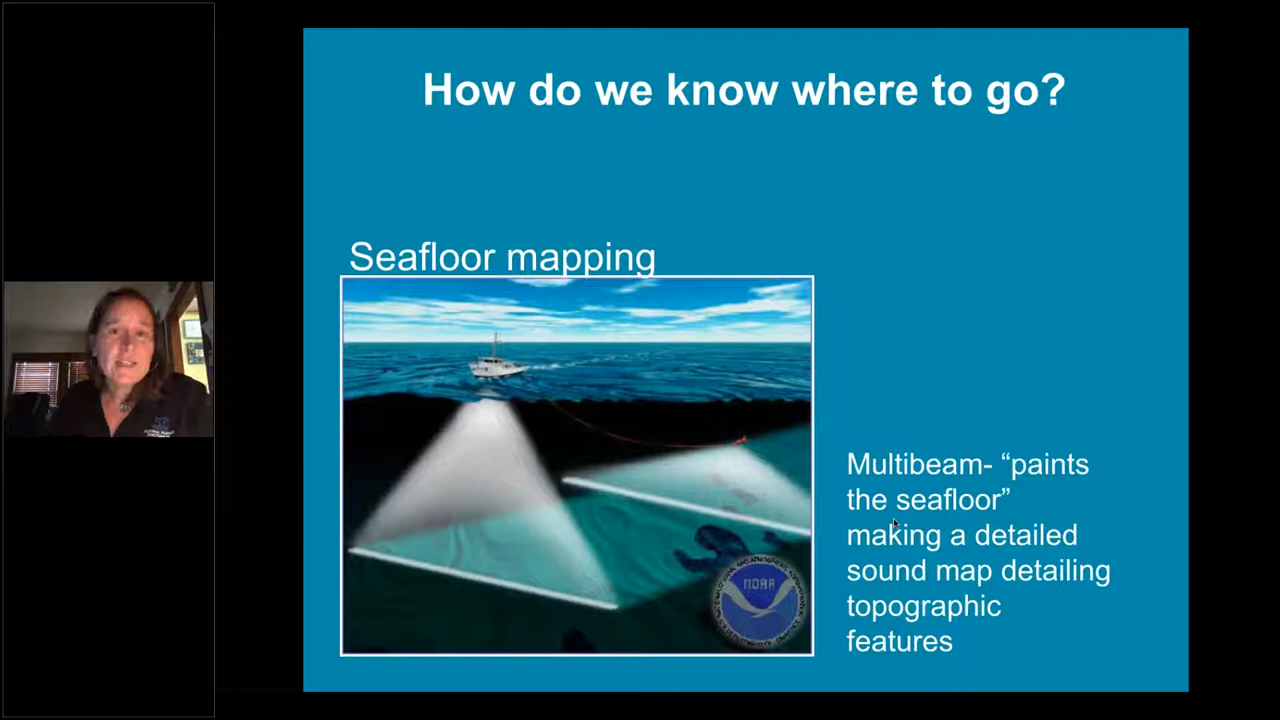 How do we know where to go?
Seafloor mapping
Multibeam- “paints
the seafloor”
making a detailed
sound map detailing
topographic
features
NOAA